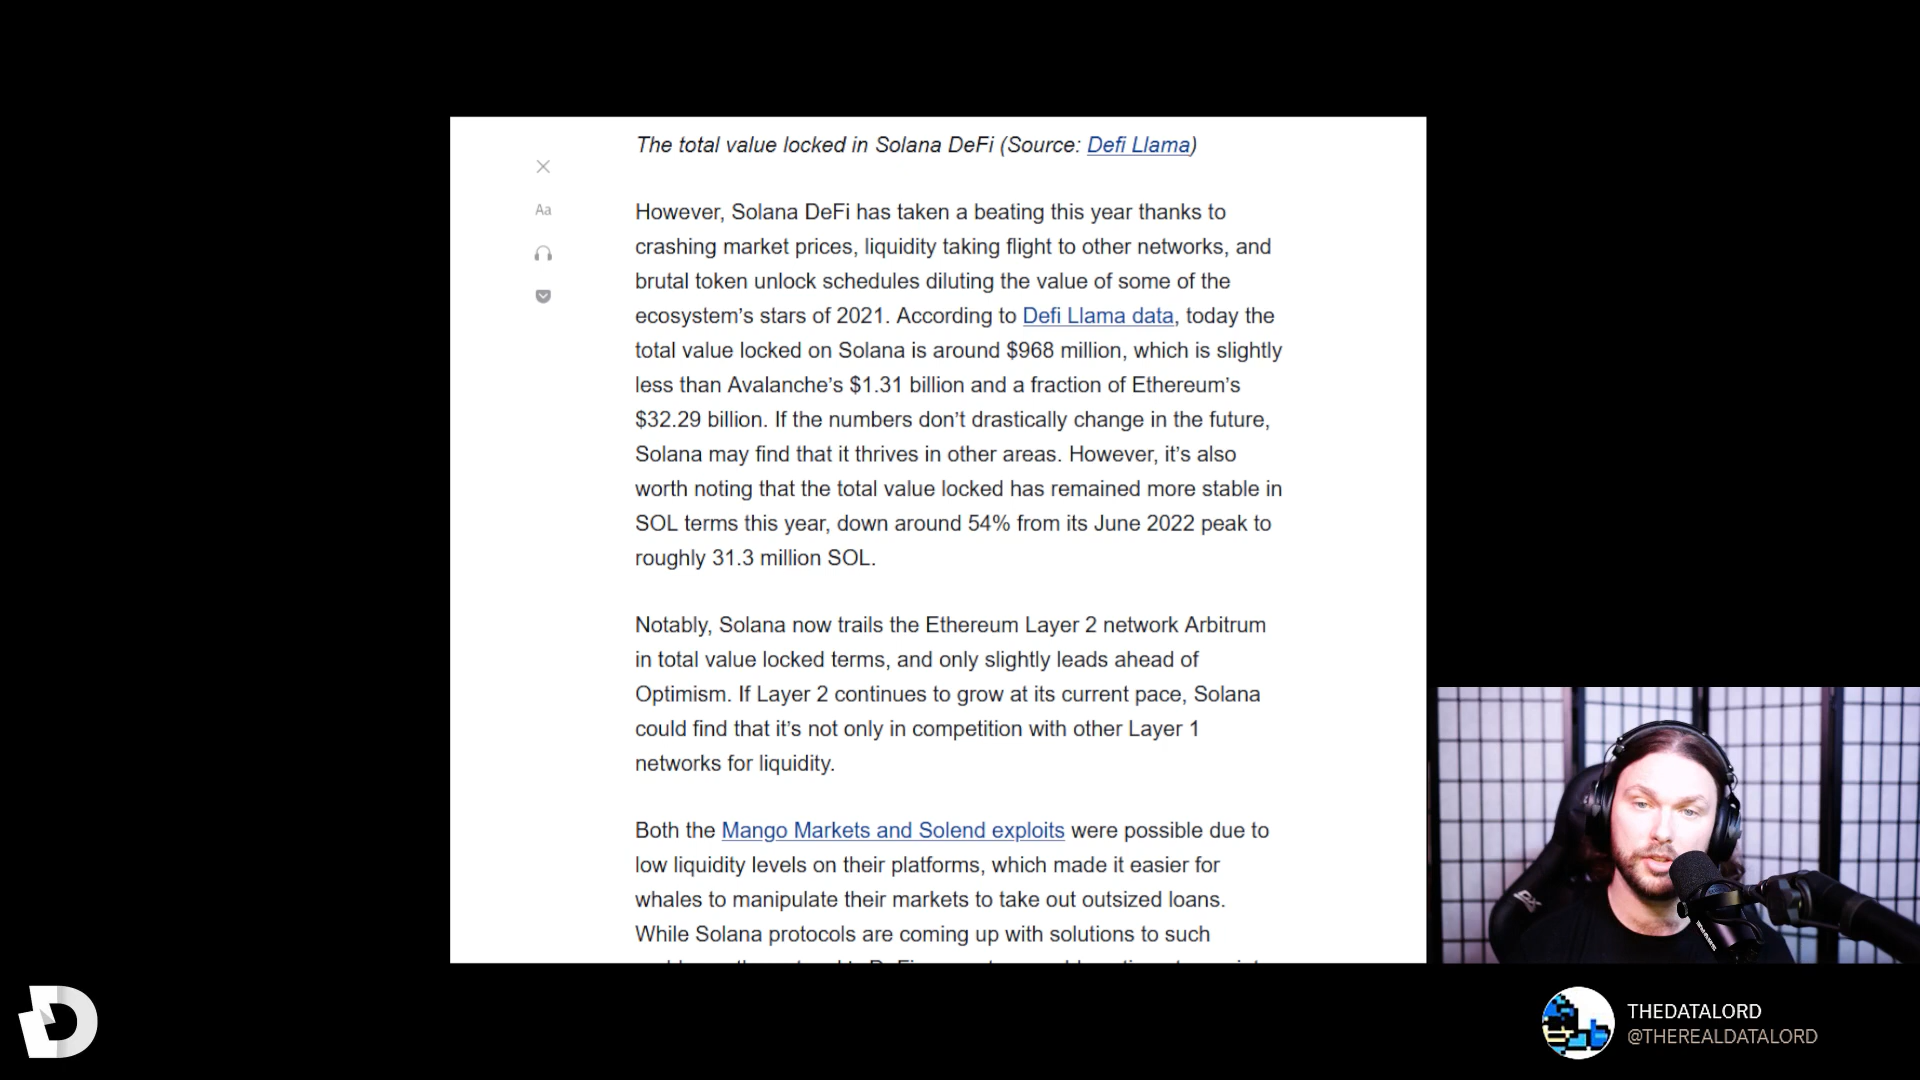 The total value locked in Solana DeFi (Source: Defi Llama)
Aa
However, Solana DeFi has taken a beating this year thanks to
crashing market prices, liquidity taking flight to other networks, and
brutal token unlock schedules diluting the value of some of the
ecosystem’s stars of 2021. According to Defi Llama data, today the
total value locked on Solana is around $968 million, which is slightly
less than Avalanche’s $1.31 billion and a fraction of Ethereum’s
$32.29 billion. If the numbers don’t drastically change in the future,
Solana may find that it thrives in other areas. However, it’s also
worth noting that the total value locked has remained more stable in
SOL terms this year, down around 54% from its June 2022 peak to
roughly 31.3 million SOL.
Notably, Solana now trails the Ethereum Layer 2 network Arbitrum
in total value locked terms, and only slightly leads ahead of
Optimism. If Layer 2 continues to grow at its current pace, Solana
could find that it’s not only in competition with other Layer 1
networks for liquidity.
Both the Mango Markets and Solend exploits were possible due to
low liquidity levels on their platforms, which made it easier for
whales to manipulate their markets to take out outsized loans.
While Solana protocols are coming up with solutions to such
D
THEDATALORD
@THEREALDATALORD